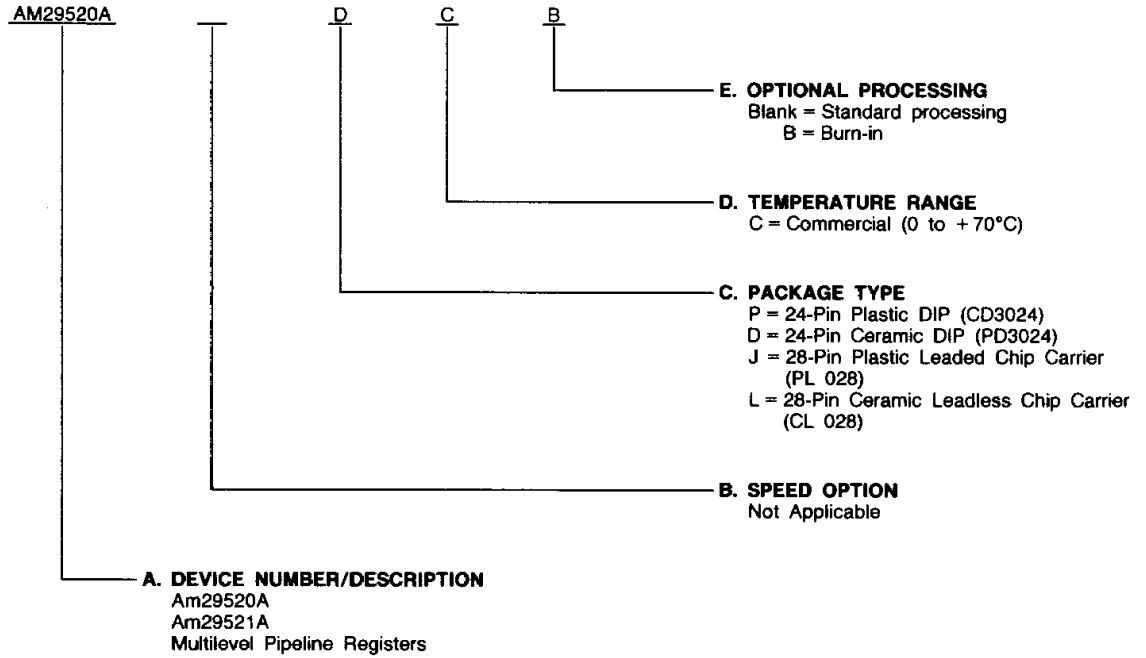 AM29520A D C B
E. OPTIONAL PROCESSING
Blank = Standard processing
B = Burn-in
D. TEMPERATURE RANGE
C = Commercial (0 to +70°C)
C. PACKAGE TYPE
P = 24-Pin Plastic DIP (CD3024)
D = 24-Pin Ceramic DIP (PD3024)
J = 28-Pin Plastic Leaded Chip Carrier
(PL 028)
L = 28-Pin Ceramic Leadless Chip Carrier
(CL 028)
B. SPEED OPTION
Not Applicable
A. DEVICE NUMBER/DESCRIPTION
Am29520A
Am29521A
Multilevel Pipeline Registers